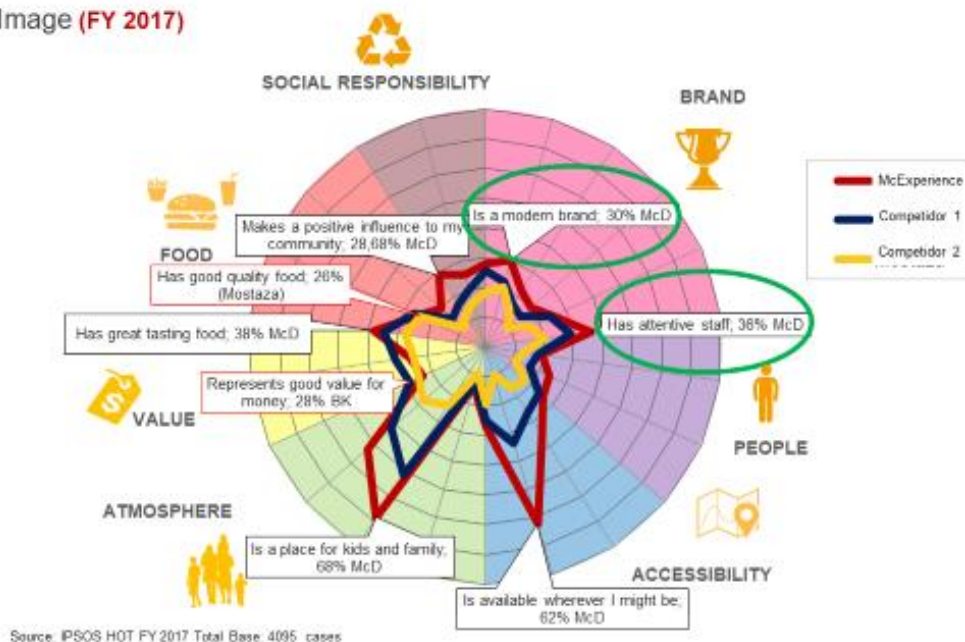 Image (FY 2017)
SOCIAL RESPONSIBILITY
BRAND
McExperience
Competidor 1
Competidor 2
Is a modern brand; 30% McD
Makes a positive influence to my
community; 28,68% McD
FOOD
Has good quality food; 26%
(Mostaza)
Has attentive staff; 36% McD
Has great tasting food; 38% McD
Represents good value for
money; 28% BK
VALUE
PEOPLE
ATMOSPHERE
Is a place for kids and family;
68% McD
ACCESSIBILITY
Is available wherever I might be;
62% McD
Source: IPSOS HOT FY 2017 Total Base: 4095 cases